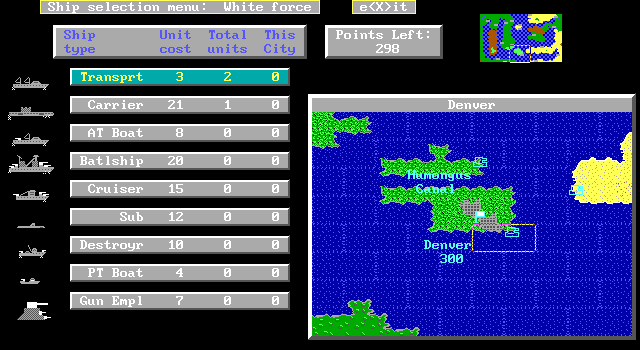 Ship selection menu:  White force
e<X>it
Ship type  Unit cost  Total units  This City
Points Left:
298
Transprt  3  2  0
Carrier  21  1  0
AT Boat  8  0  0
Batlship  20  0  0
Cruiser  15  0  0
Sub  12  0  0
Destroyr  10  0  0
PT Boat  4  0  0
Gun Empl  7  0  0
Denver
Humongus
Canal
Denver
300